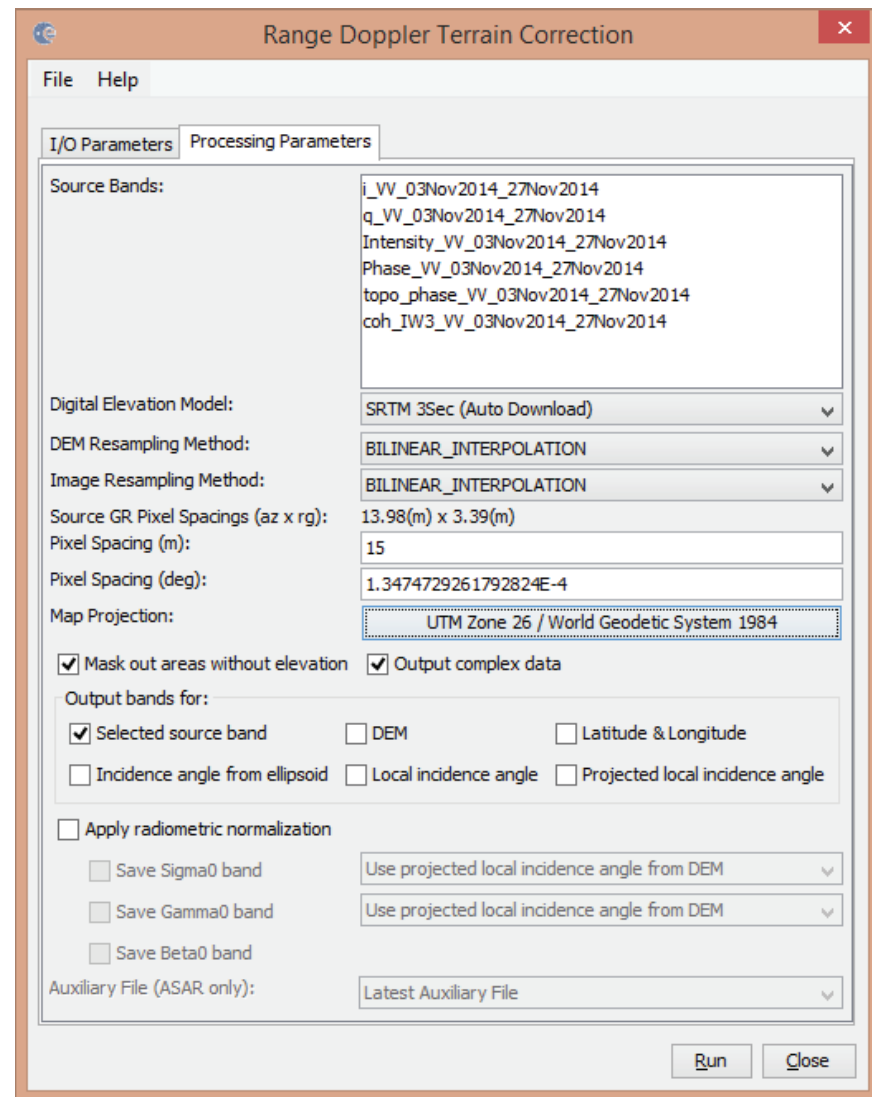 Range Doppler Terrain Correction
File Help
I/O Parameters Processing Parameters
Source Bands:
i_VV_03Nov2014_27Nov2014
q_VV_03Nov2014_27Nov2014
Intensity_VV_03Nov2014_27Nov2014
Phase_VV_03Nov2014_27Nov2014
topo_phase_VV_03Nov2014_27Nov2014
coh_IW3_VV_03Nov2014_27Nov2014
Digital Elevation Model: SRTM 3Sec (Auto Download)
DEM Resampling Method: BILINEAR_INTERPOLATION
Image Resampling Method: BILINEAR_INTERPOLATION
Source GR Pixel Spacings (az x rg): 13.98(m) x 3.39(m)
Pixel Spacing (m): 15
Pixel Spacing (deg): 1.3474729261792824E-4
Map Projection: UTM Zone 26 / World Geodetic System 1984
Mask out areas without elevation Output complex data
Output bands for:
Selected source band DEM Latitude & Longitude
Incidence angle from ellipsoid Local incidence angle Projected local incidence angle
Apply radiometric normalization
Save Sigma0 band Use projected local incidence angle from DEM
Save Gamma0 band Use projected local incidence angle from DEM
Save Beta0 band
Auxiliary File (ASAR only): Latest Auxiliary File
Run Close